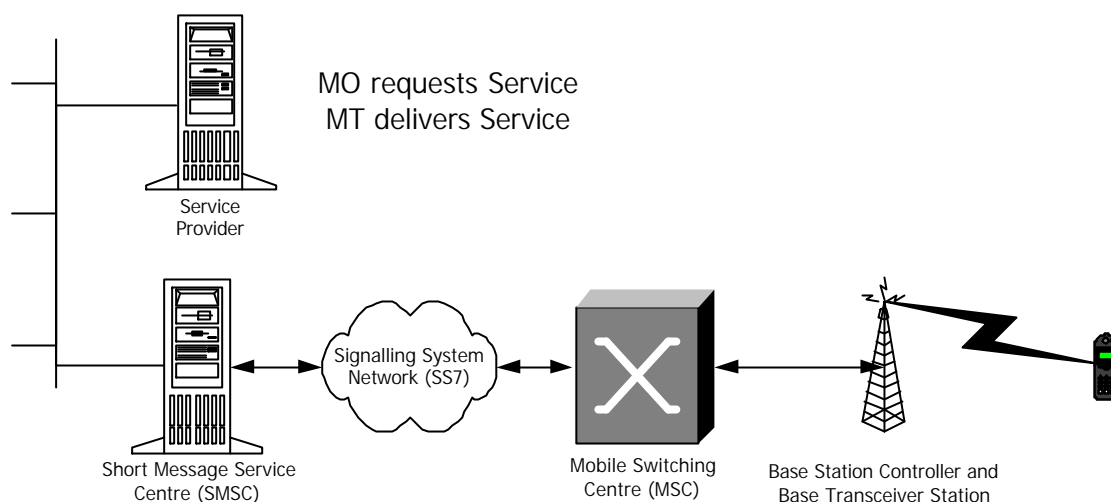 MO requests Service
MT delivers Service
Service
Provider
Signalling System
Network (SS7)
Short Message Service
Centre (SMSC)
Mobile Switching
Centre (MSC)
Base Station Controller and
Base Transceiver Station